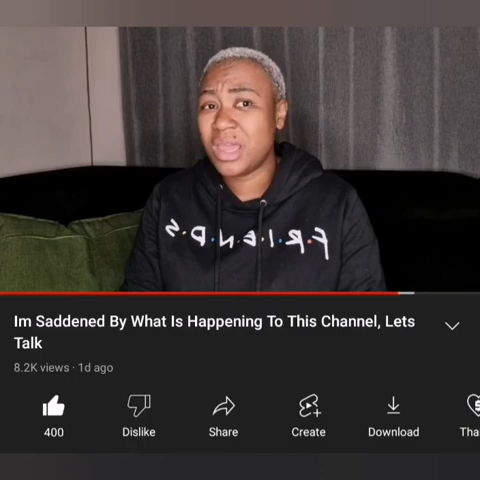 F·R·I·E·N·D·S
Im Saddened By What Is Happening To This Channel, Lets
Talk
8.2K views · 1d ago
400
Dislike
Share
Create
Download
Tha